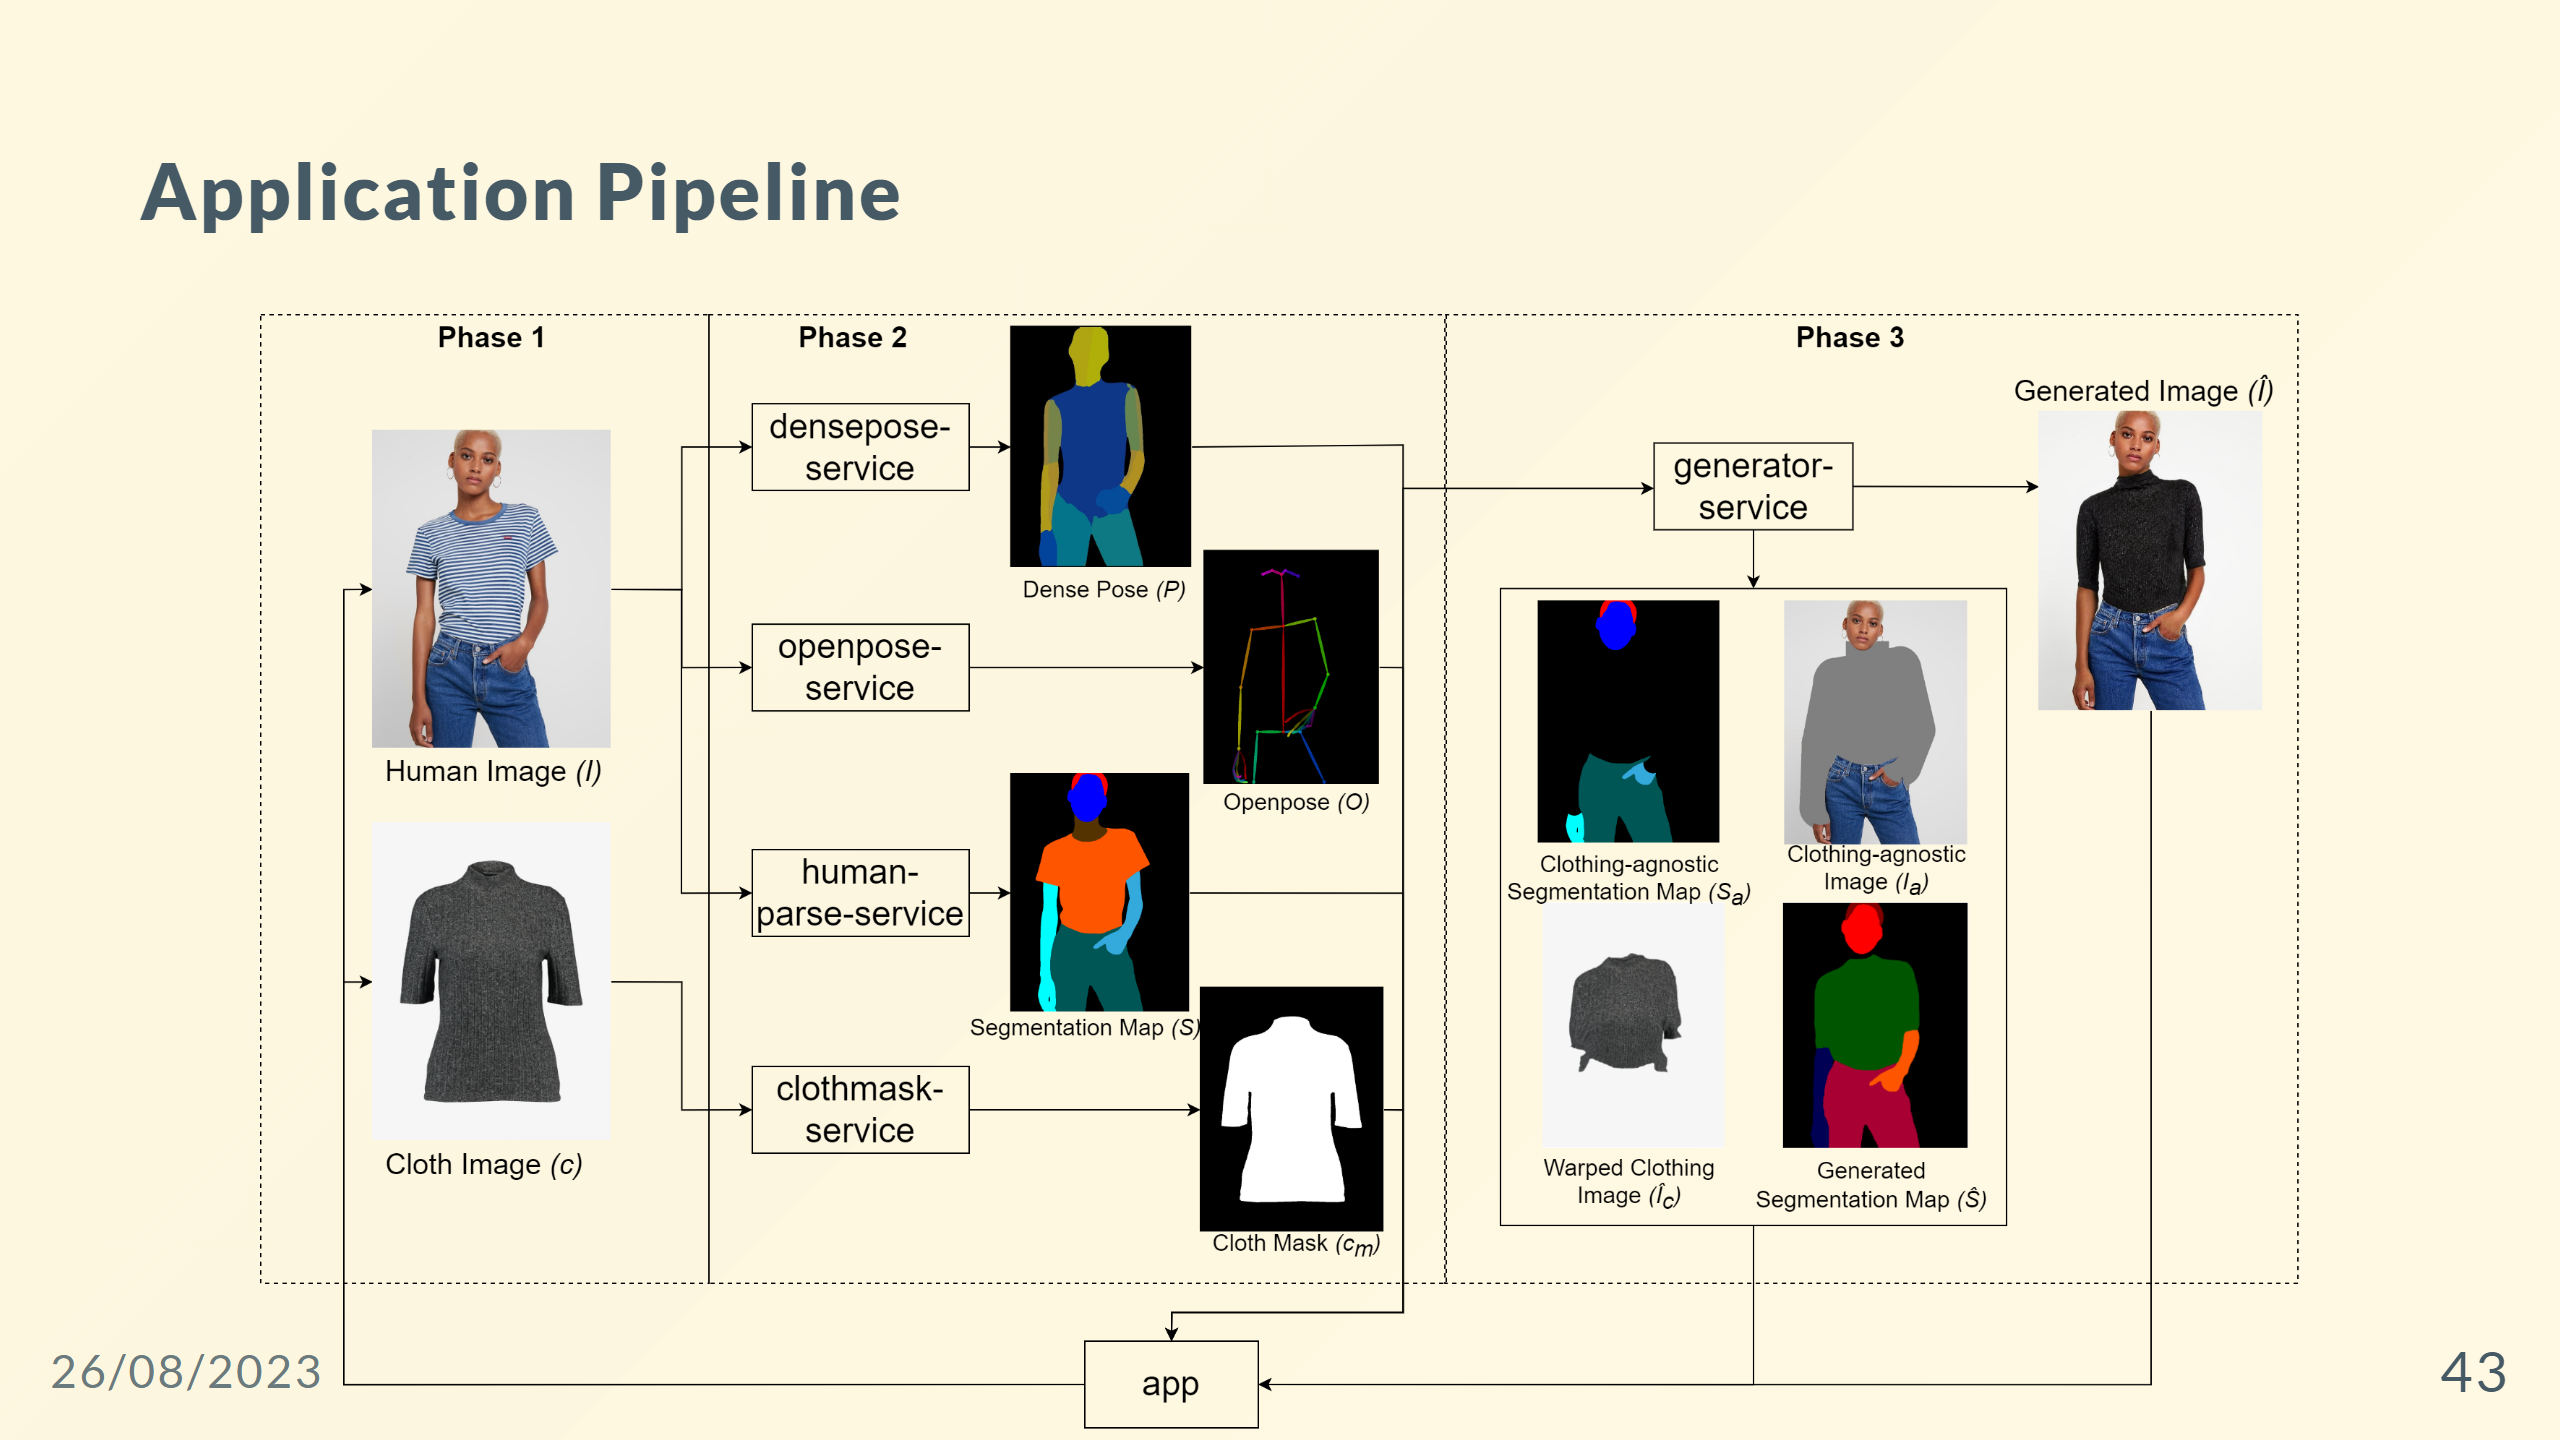 Application Pipeline
Phase 1
Phase 2
Phase 3
Human Image (I)
Cloth Image (c)
densepose-
service
openpose-
service
human-
parse-service
clothmask-
service
Dense Pose (P)
Openpose (O)
Segmentation Map (S)
Cloth Mask (cm)
generator-
service
Generated Image (Î)
Clothing-agnostic
Segmentation Map (Sa)
Clothing-agnostic
Image (Ia)
Warped Clothing
Image (Îc)
Generated
Segmentation Map (Ŝ)
app
26/08/2023
43